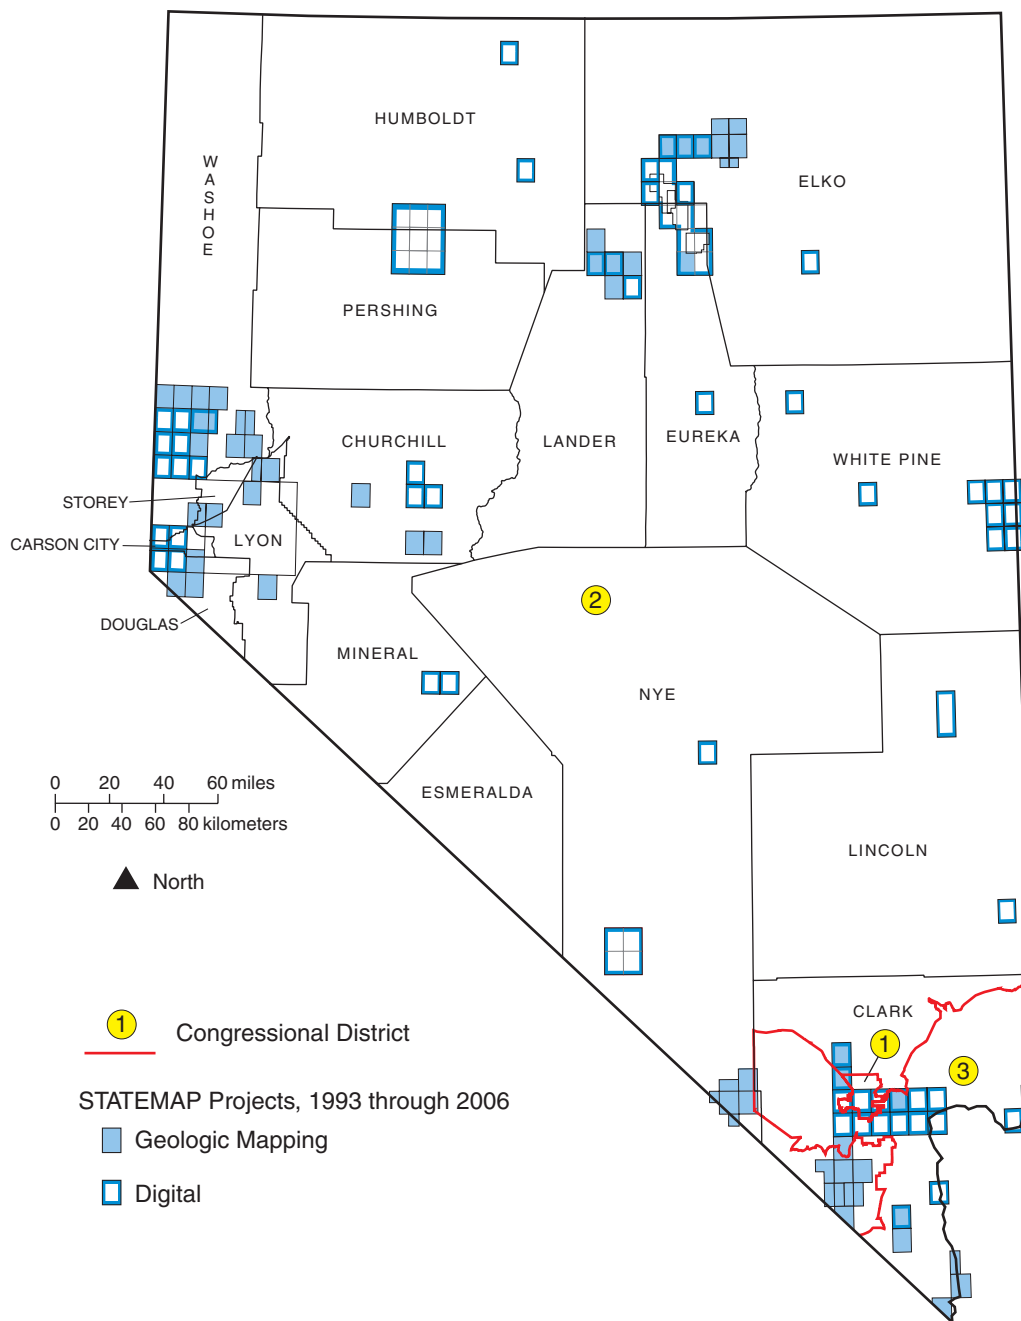 HUMBOLDT
WASHOE
ELKO
PERSHING
CHURCHILL
LANDER
EUREKA
WHITE PINE
STOREY
CARSON CITY
LYON
DOUGLAS
2
MINERAL
NYE
ESMERALDA
0 20 40 60 miles
0 20 40 60 80 kilometers
LINCOLN
North
CLARK
1
3
1 Congressional District
STATEMAP Projects, 1993 through 2006
Geologic Mapping
Digital